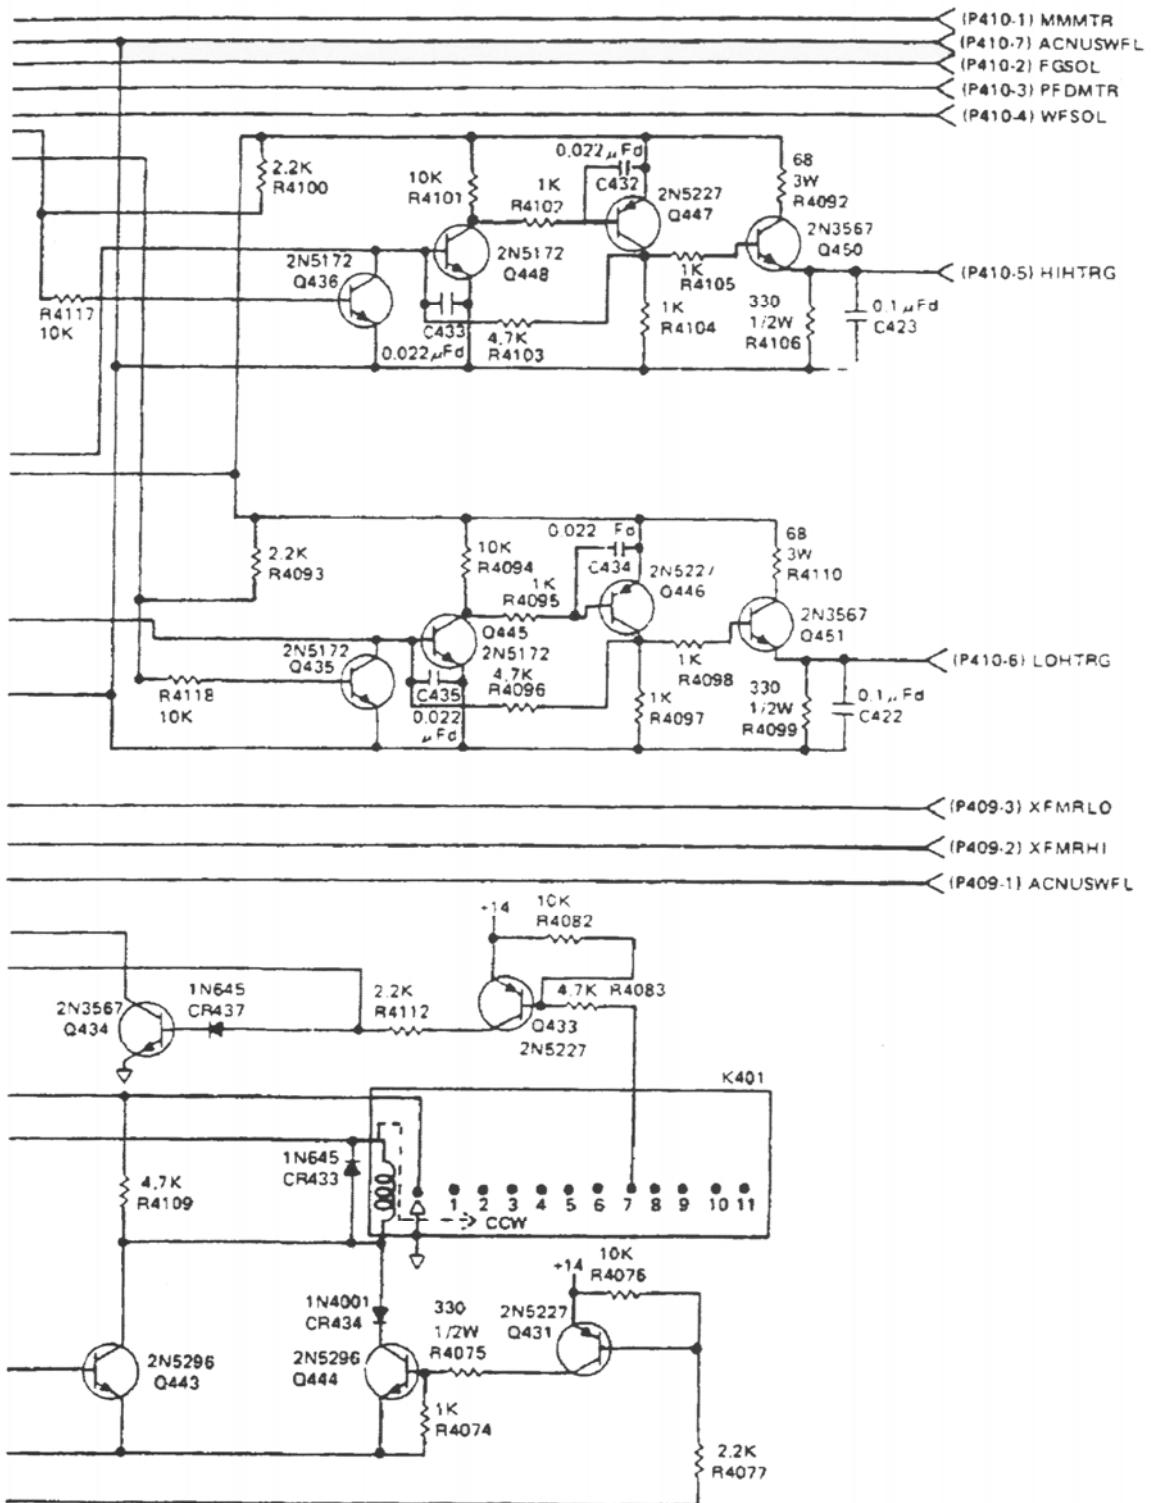 (P410-1) MMMTR
(P410-7) ACNUSWFL
(P410-2) FGSOL
(P410-3) PFDMTR
(P410-4) WFSOL
2.2K
R4100
10K
R4101
1K
R4102
0.022μFd
C432
2N5227
Q447
68
3W
R4092
2N3567
Q450
2N5172
Q436
2N5172
Q448
1K
R4105
(P410-5) HIHTRG
R4117
10K
C433
0.022μFd
4.7K
R4103
1K
R4104
330
1/2W
R4106
0.1μFd
C423
2.2K
R4093
10K
R4094
1K
R4095
0.022 Fd
C434
Q446
68
3W
R4110
2N3567
Q451
2N5172
Q435
Q445
2N5172
4.7K
R4096
1K
R4098
(P410-6) LOHTRG
R4118
10K
C435
0.022
μFd
1K
R4097
330
1/2W
R4099
0.1μFd
C422
(P409-3) XFMRLO
(P409-2) XFMRHI
(P409-1) ACNUSWFL
+14
10K
R4082
2N3567
Q434
1N645
CR437
2.2K
R4112
4.7K R4083
Q433
2N5227
K401
1N645
CR433
4.7K
R4109
1 2 3 4 5 6 7 8 9 10 11
CCW
+14
10K
R4076
1N4001
CR434
330
1/2W
R4075
2N5227
Q431
2N5296
Q443
2N5296
Q444
1K
R4074
2.2K
R4077